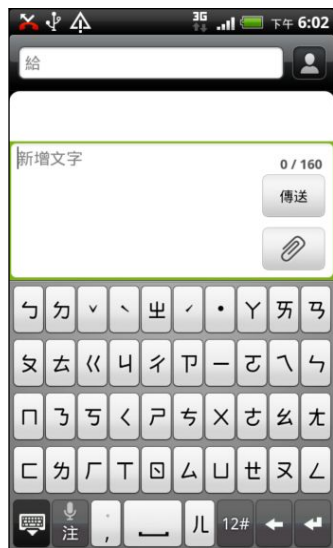 3G 下午 6:02
給
新增文字
0 / 160
傳送
ㄅ ㄉ ˇ ˋ ㄓ ˊ ˙ ㄚ ㄞ ㄢ
ㄆ ㄊ ㄍ ㄐ ㄔ ㄗ ㄧ ㄛ ㄟ ㄣ
ㄇ ㄋ ㄎ ㄑ ㄕ ㄘ ㄨ ㄜ ㄠ ㄤ
ㄈ ㄌ ㄏ ㄒ ㄖ ㄙ ㄩ ㄝ ㄡ ㄥ
注 , ㄦ 12#